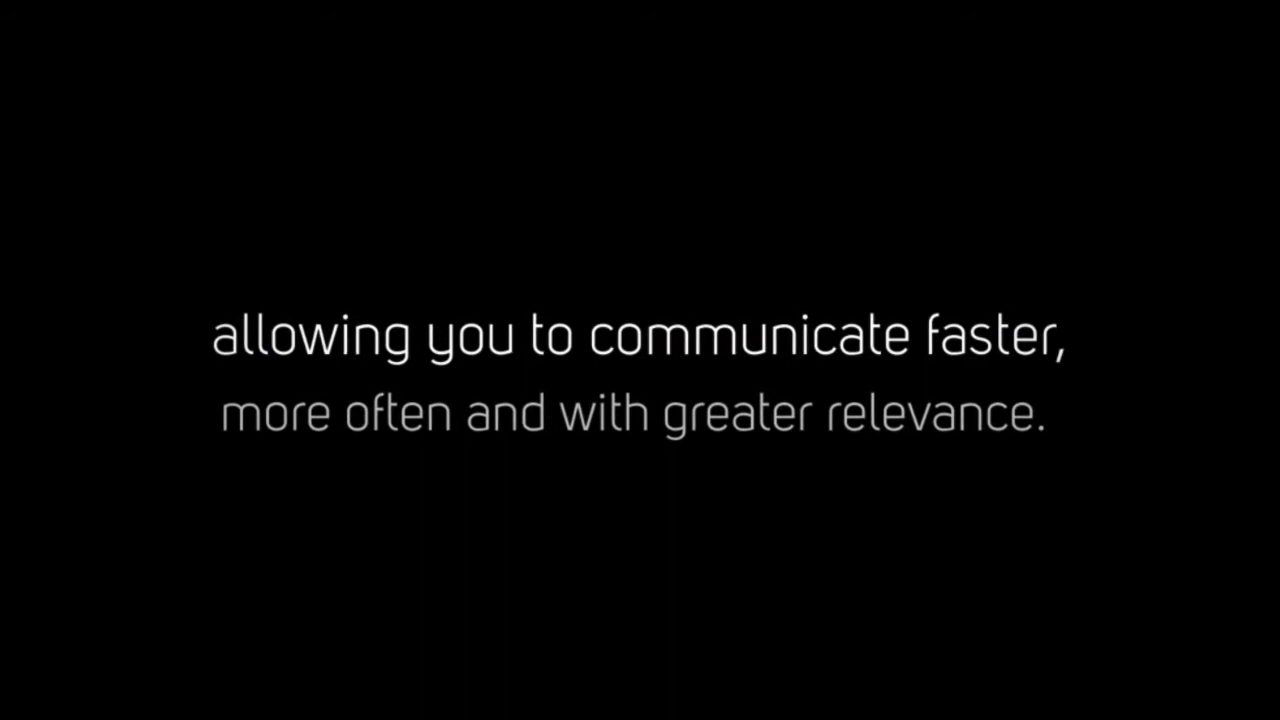 allowing you to communicate faster,
more often and with greater relevance.